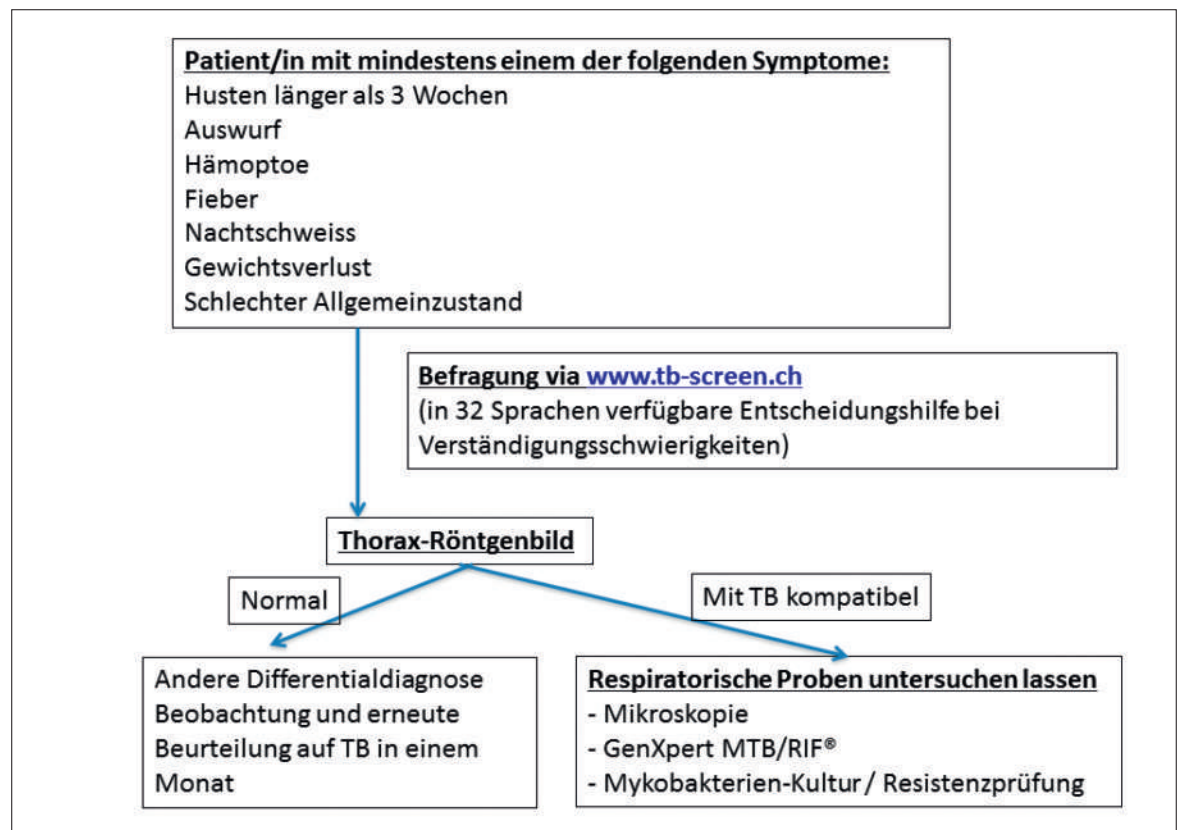 Patient/in mit mindestens einem der folgenden Symptome:
Husten länger als 3 Wochen
Auswurf
Hämoptoe
Fieber
Nachtschweiss
Gewichtsverlust
Schlechter Allgemeinzustand
Befragung via www.tb-screen.ch
(in 32 Sprachen verfügbare Entscheidungshilfe bei
Verständigungsschwierigkeiten)
Thorax-Röntgenbild
Normal
Mit TB kompatibel
Andere Differentialdiagnose
Beobachtung und erneute
Beurteilung auf TB in einem
Monat
Respiratorische Proben untersuchen lassen
- Mikroskopie
- GenXpert MTB/RIF®
- Mykobakterien-Kultur / Resistenzprüfung